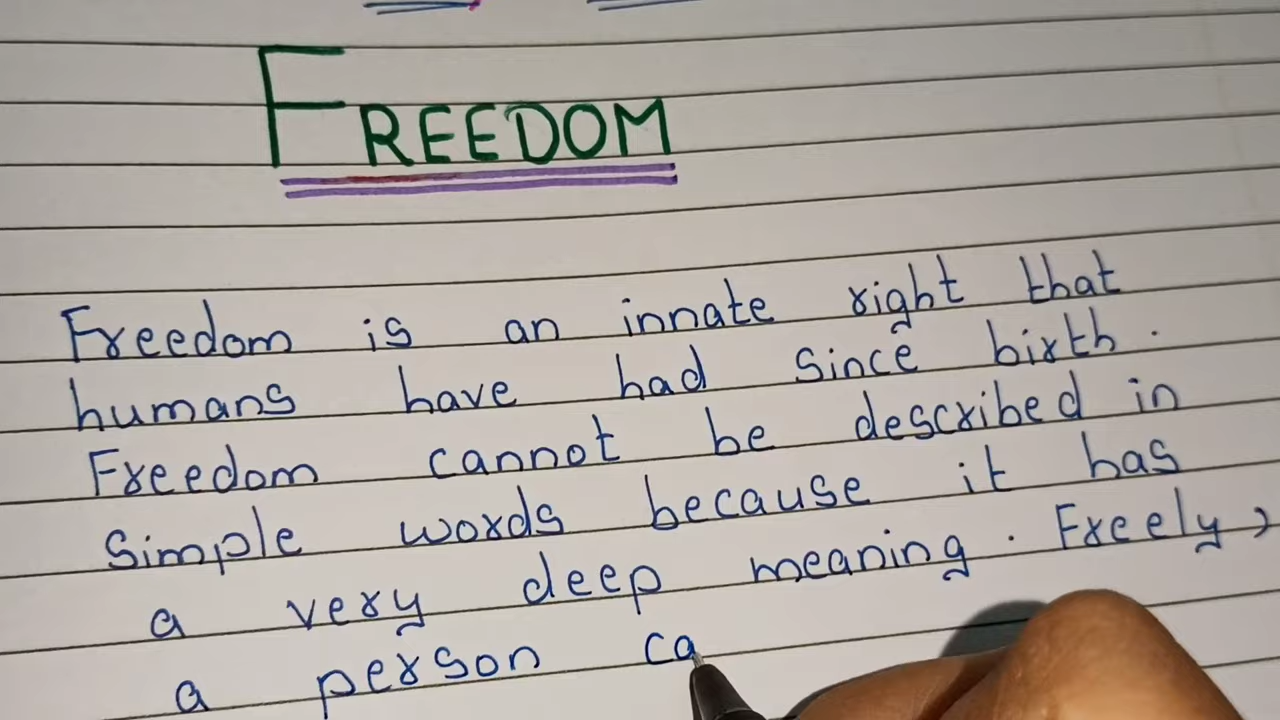 FREEDOM
Freedom is an innate right that
humans have had since birth.
Freedom cannot be described in
simple words because it has
a very deep meaning. Freely,
a person ca